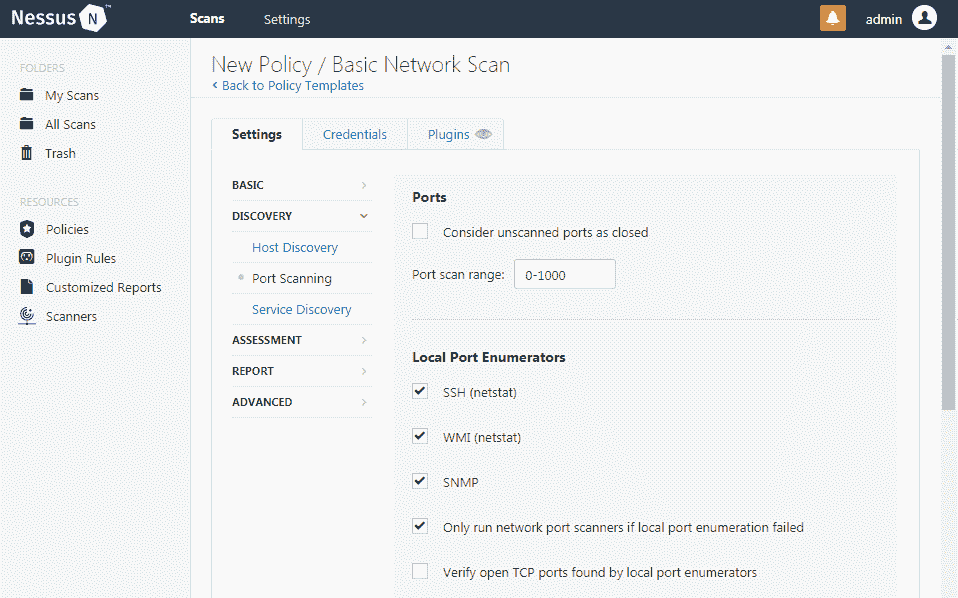 Nessus N ™
Scans
Settings
admin
FOLDERS
My Scans
All Scans
Trash
RESOURCES
Policies
Plugin Rules
Customized Reports
Scanners
New Policy / Basic Network Scan
‹ Back to Policy Templates
Settings
Credentials
Plugins
BASIC
DISCOVERY
Host Discovery
Port Scanning
Service Discovery
ASSESSMENT
REPORT
ADVANCED
Ports
Consider unscanned ports as closed
Port scan range: 0-1000
Local Port Enumerators
SSH (netstat)
WMI (netstat)
SNMP
Only run network port scanners if local port enumeration failed
Verify open TCP ports found by local port enumerators